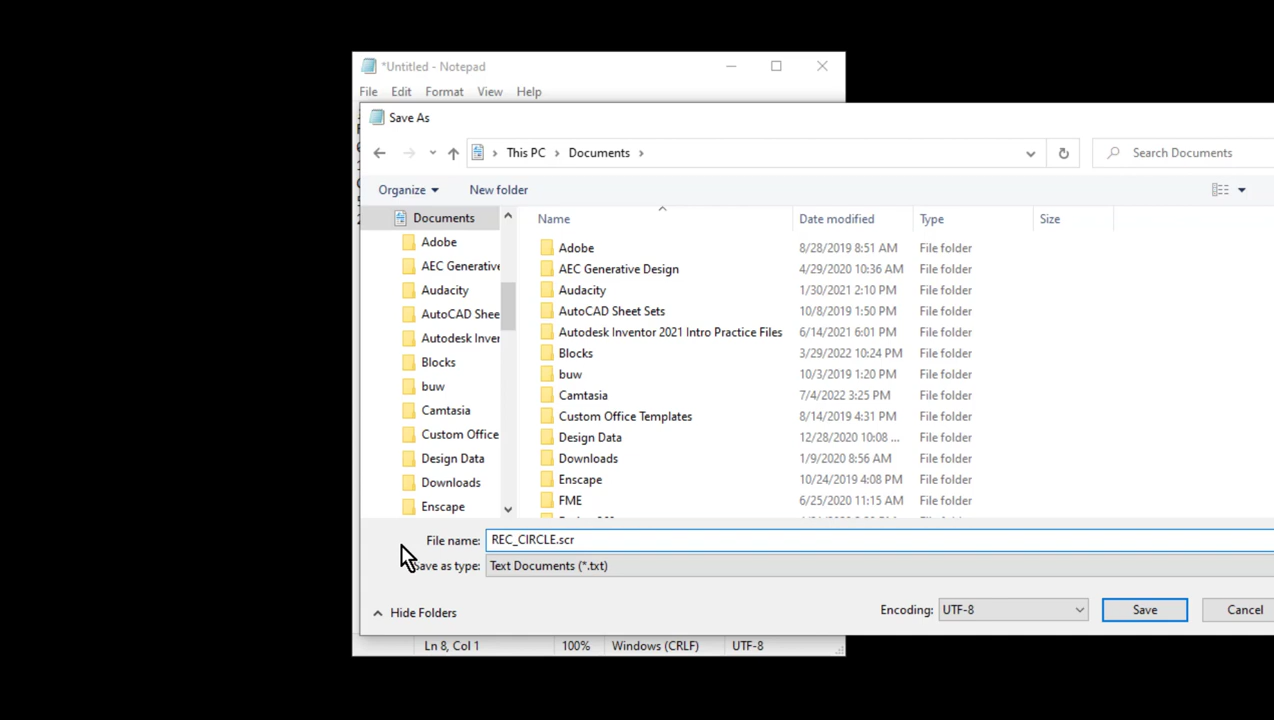 *Untitled - Notepad
File Edit Format View Help
Save As
This PC Documents
Search Documents
Organize New folder
Name Date modified Type Size
Documents
Adobe
AEC Generative
Audacity
AutoCAD Shee
Autodesk Inver
Blocks
buw
Camtasia
Custom Office
Design Data
Downloads
Enscape
Adobe 8/28/2019 8:51 AM File folder
AEC Generative Design 4/29/2020 10:36 AM File folder
Audacity 1/30/2021 2:10 PM File folder
AutoCAD Sheet Sets 10/8/2019 1:50 PM File folder
Autodesk Inventor 2021 Intro Practice Files 6/14/2021 6:01 PM File folder
Blocks 3/29/2022 10:24 PM File folder
buw 10/3/2019 1:20 PM File folder
Camtasia 7/4/2022 3:25 PM File folder
Custom Office Templates 8/14/2019 4:31 PM File folder
Design Data 12/28/2020 10:08 ... File folder
Downloads 1/9/2020 8:56 AM File folder
Enscape 10/24/2019 4:08 PM File folder
FME 6/25/2020 11:15 AM File folder
File name: REC_CIRCLE.scr
Save as type: Text Documents (*.txt)
Hide Folders
Encoding: UTF-8 Save Cancel
Ln 8, Col 1 100% Windows (CRLF) UTF-8